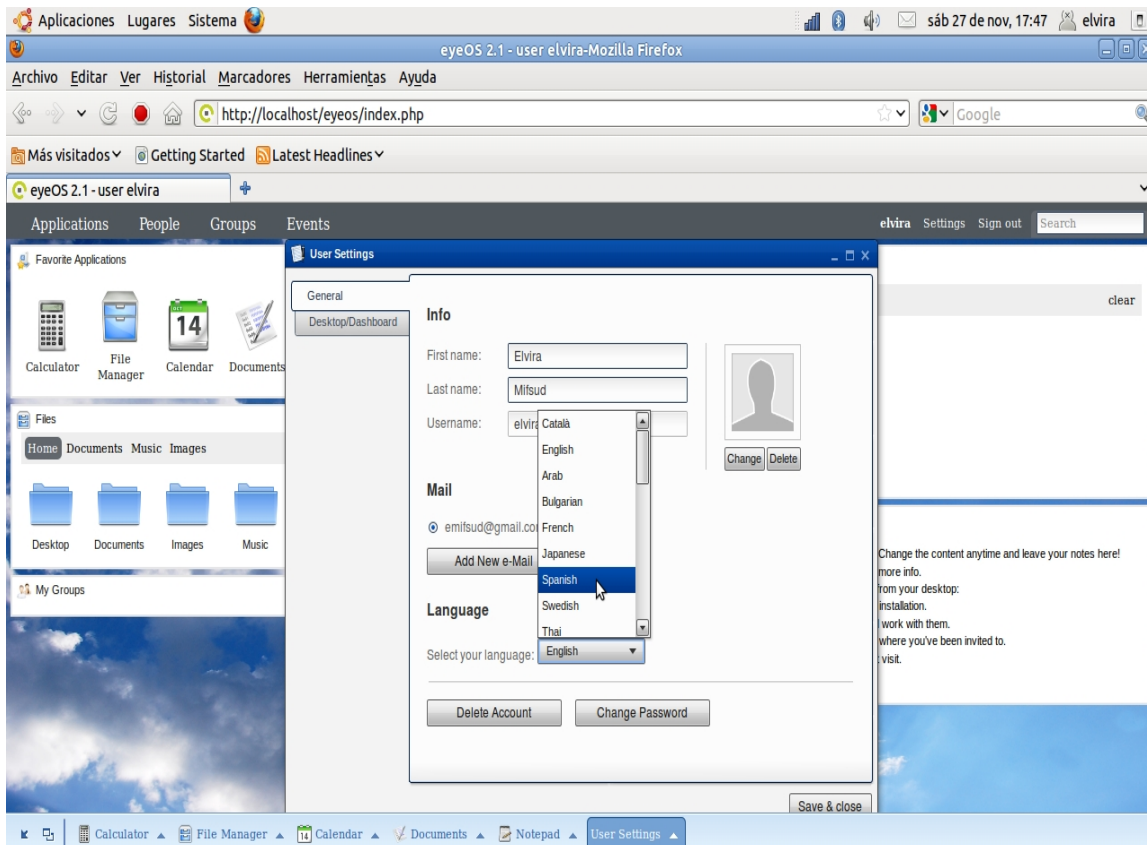 Aplicaciones Lugares Sistema sáb 27 de nov, 17:47 elvira
eyeOS 2.1 - user elvira-Mozilla Firefox
Archivo Editar Ver Historial Marcadores Herramientas Ayuda
http://localhost/eyeos/index.php Google
Más visitados Getting Started Latest Headlines
eyeOS 2.1 - user elvira
Applications People Groups Events elvira Settings Sign out Search
Favorite Applications
Calculator
File Manager
14
Calendar
Documents
Files
Home Documents Music Images
Desktop Documents Images Music
My Groups
User Settings
General
Desktop/Dashboard
Info
First name: Elvira
Last name: Mifsud
Username: elvira
Change Delete
Mail
emifsud@gmail.co
Add New e-Mail
Language
Select your language: English
Català
English
Arab
Bulgarian
French
Japanese
Spanish
Swedish
Thai
Delete Account Change Password
Save & close
clear
Change the content anytime and leave your notes here!
more info.
from your desktop:
installation.
work with them.
where you've been invited to.
visit.
Calculator File Manager 14 Calendar Documents Notepad User Settings